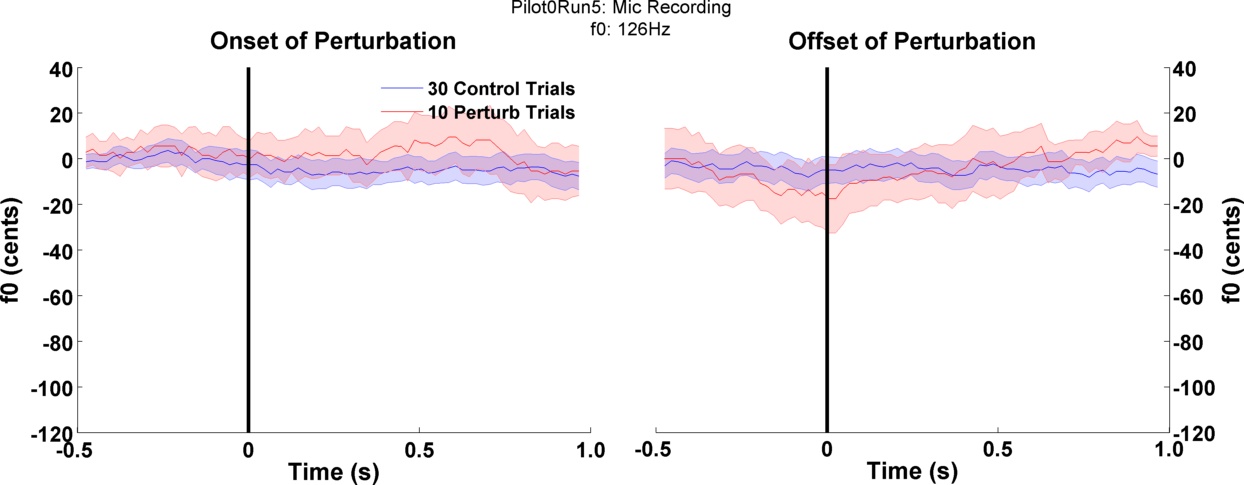 Pilot0Run5: Mic Recording
f0: 126Hz
Onset of Perturbation
Offset of Perturbation
30 Control Trials
10 Perturb Trials
f0 (cents)
40
20
0
-20
-40
-60
-80
-100
-120
-0.5
0
0.5
1.0
Time (s)
-0.5
0
0.5
1.0
Time (s)
40
20
0
-20
-40
-60
-80
-100
-120
f0 (cents)